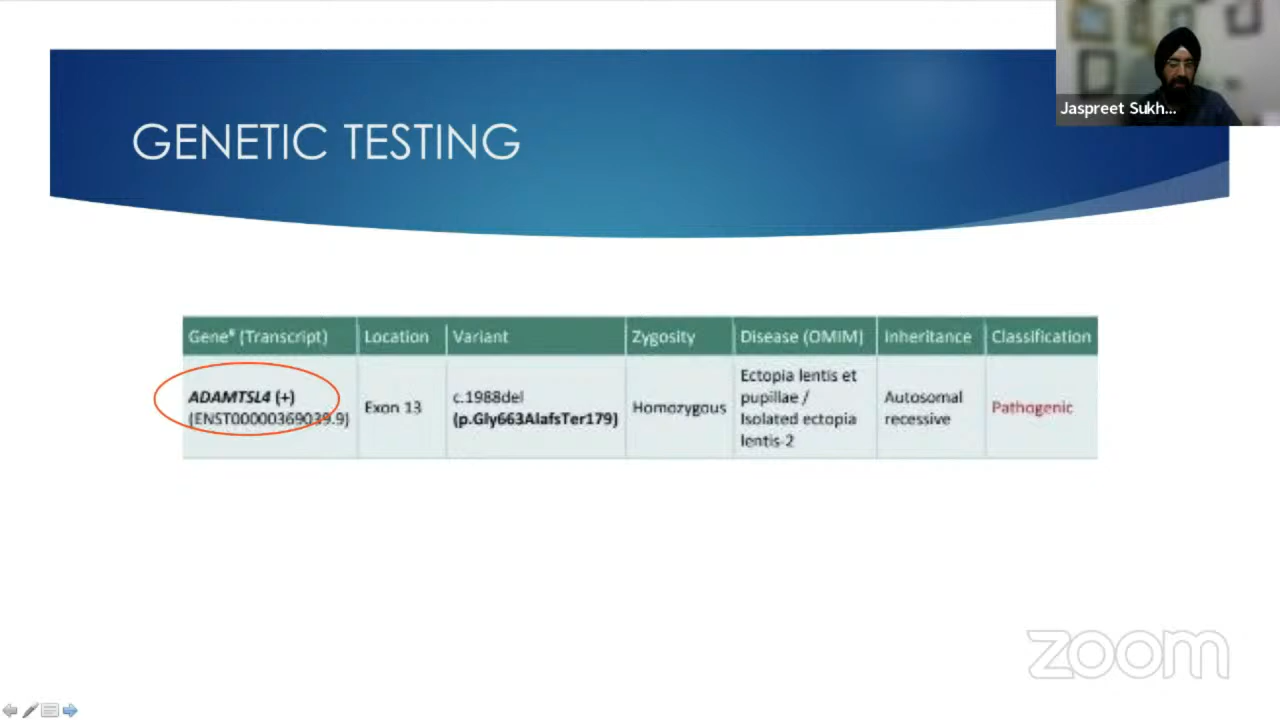 Jaspreet Sukh...
GENETIC TESTING
Gene# (Transcript) Location Variant Zygosity Disease (OMIM) Inheritance Classification
ADAMTSL4 (+)
(ENST00000369039.9)
Exon 13
c.1988del
(p.Gly663AlafsTer179)
Homozygous
Ectopia lentis et
pupillae /
Isolated ectopia
lentis-2
Autosomal
recessive
Pathogenic
zoom